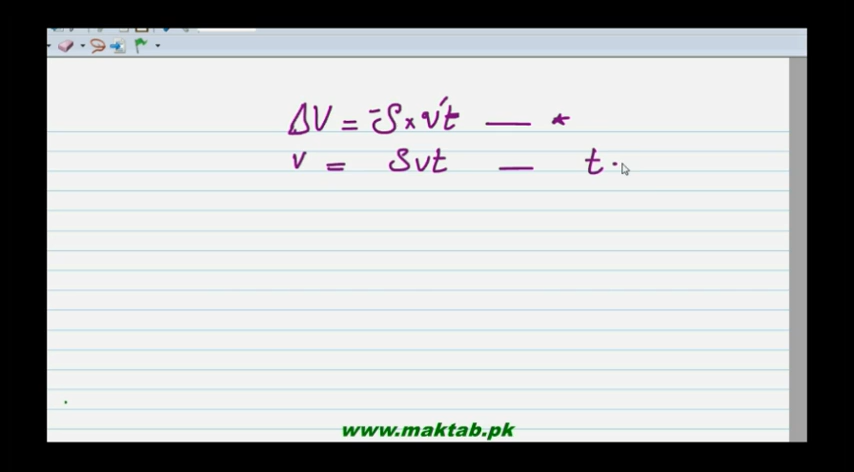 ΔV = -S × v't — *
v = Svt — t.
www.maktab.pk